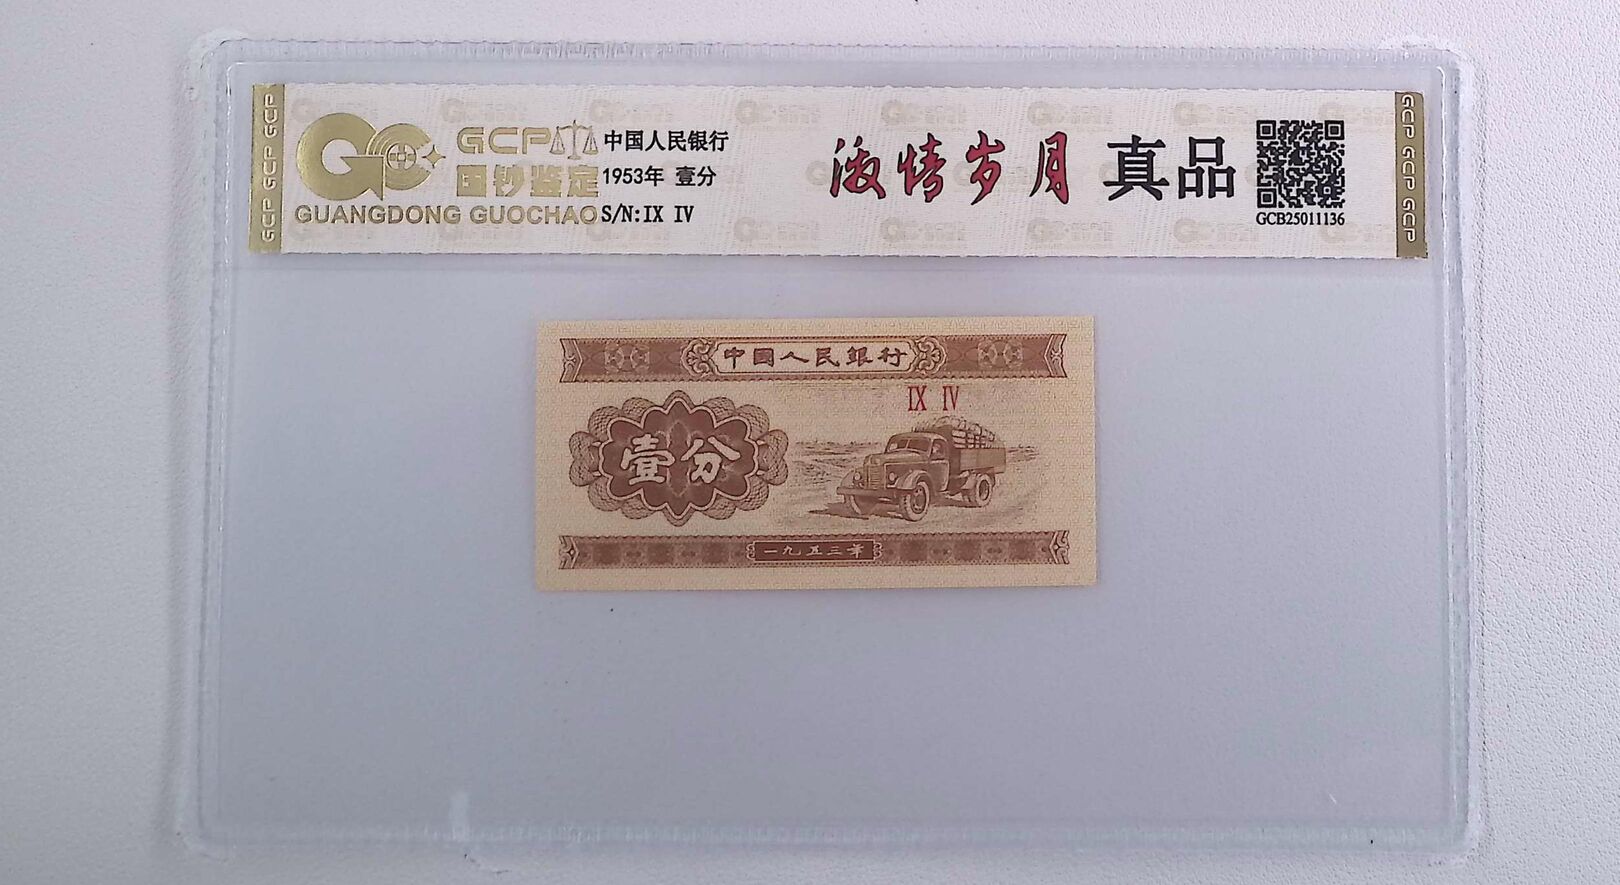 GCP
国钞鉴定
GUANGDONG GUOCHAO
中国人民银行
1953年 壹分
S/N:IX IV
激情岁月 真品
GCB25011136
GCP GCP GCP
GCP GCP GCP
中国人民銀行
IX IV
壹分
一九五三年